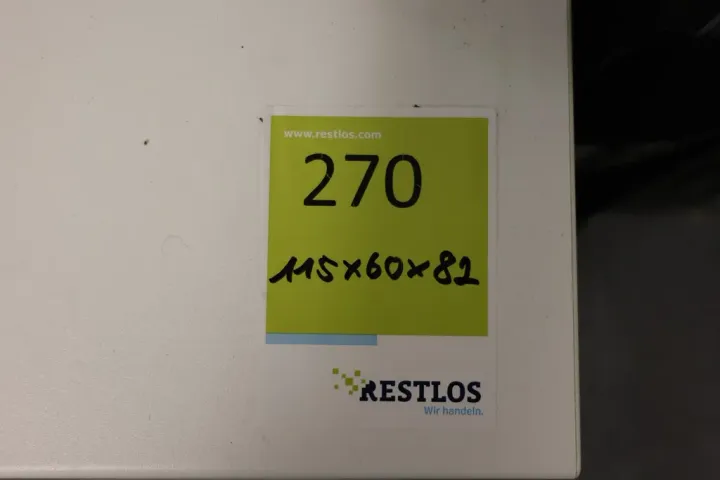 www.restlos.com
270
115x60x82
RESTLOS
Wir handeln.